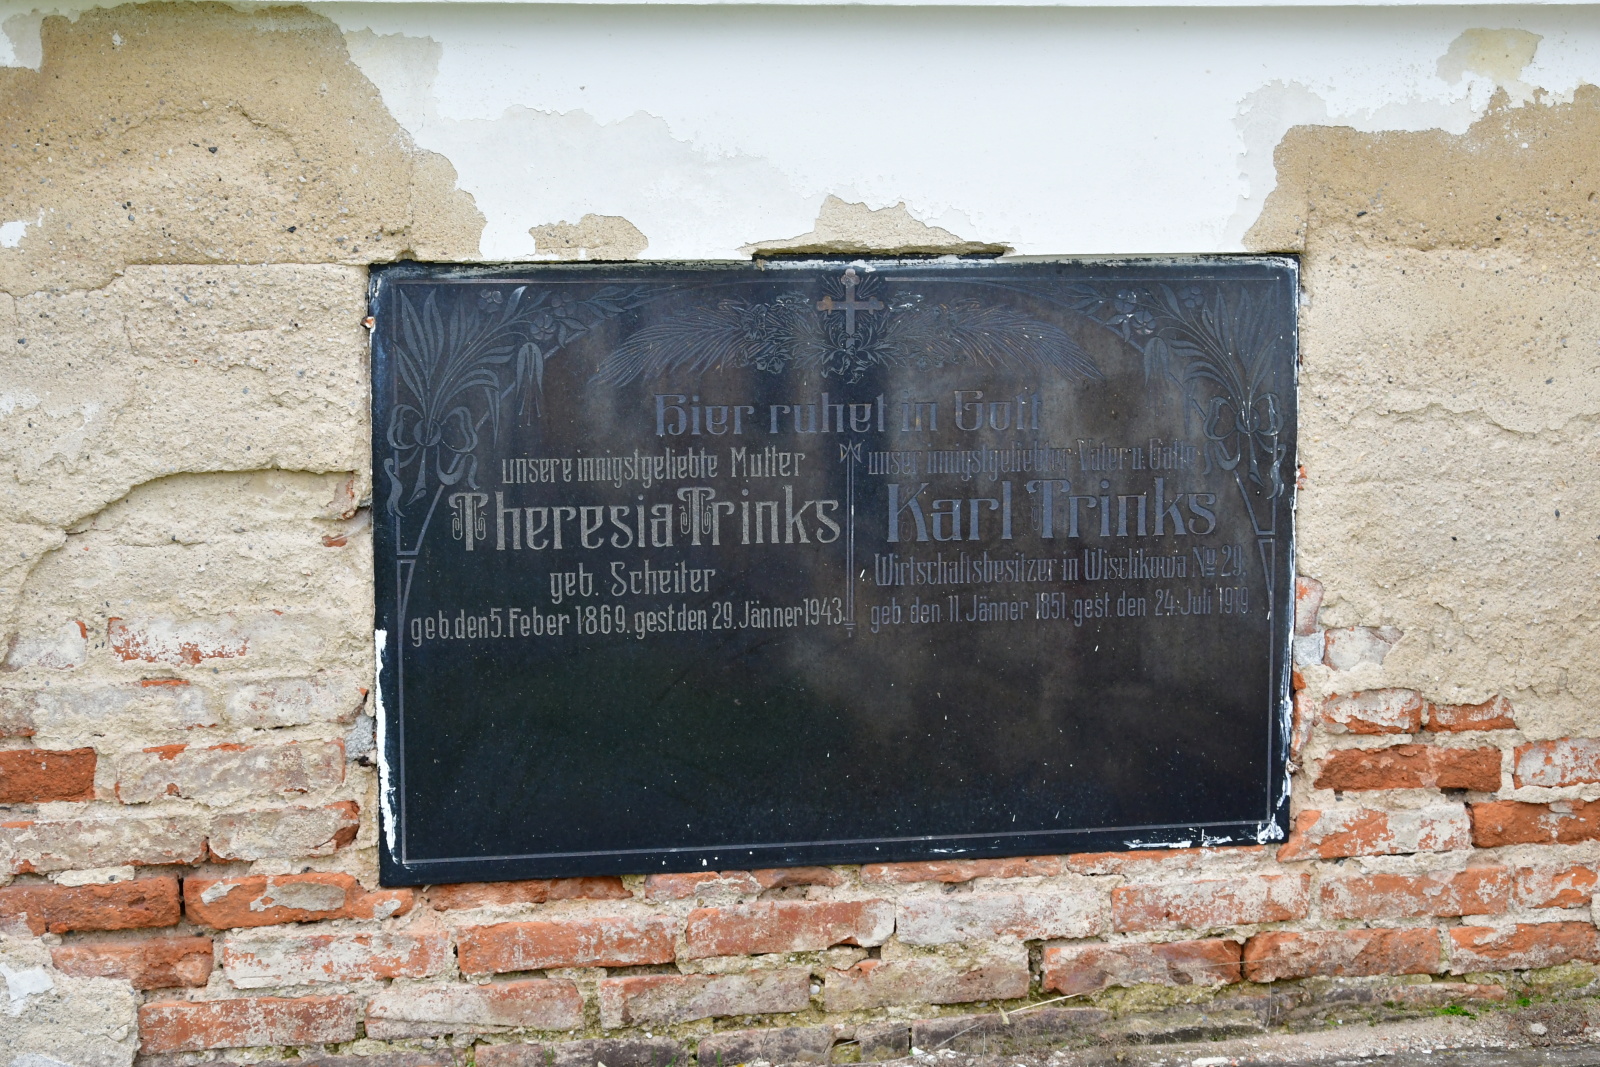 Hier ruhet in Gott
unsere innigstgeliebte Mutter
Theresia Trinks
geb. Scheiter
geb. den 5. Feber 1869. gest. den 29. Jänner 1943.
unser innigstgeliebter Vater u. Gatte
Karl Trinks
Wirtschaftsbesitzer in Wischkowa No 29.
geb. den 11. Jänner 1851. gest. den 24. Juli 1919.